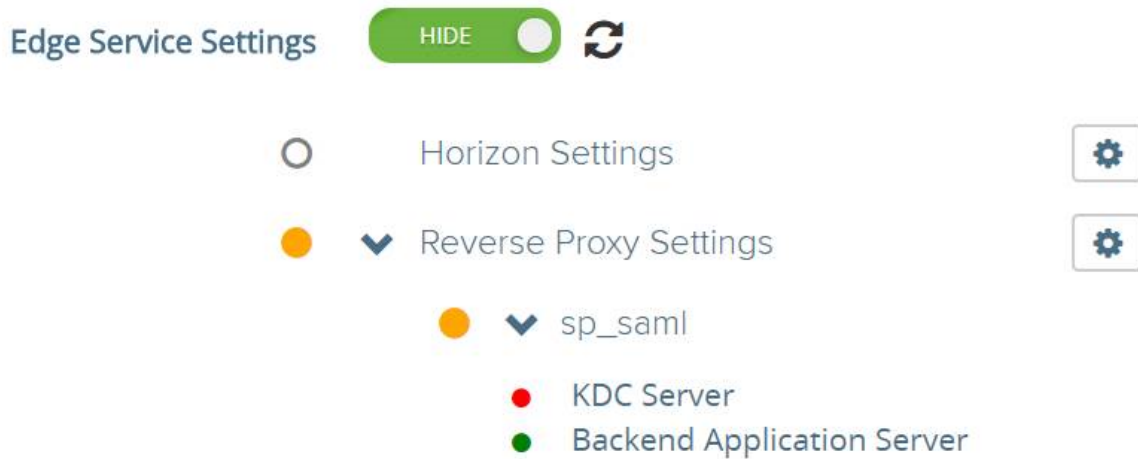 Edge Service Settings HIDE
Horizon Settings
Reverse Proxy Settings
sp_saml
KDC Server
Backend Application Server